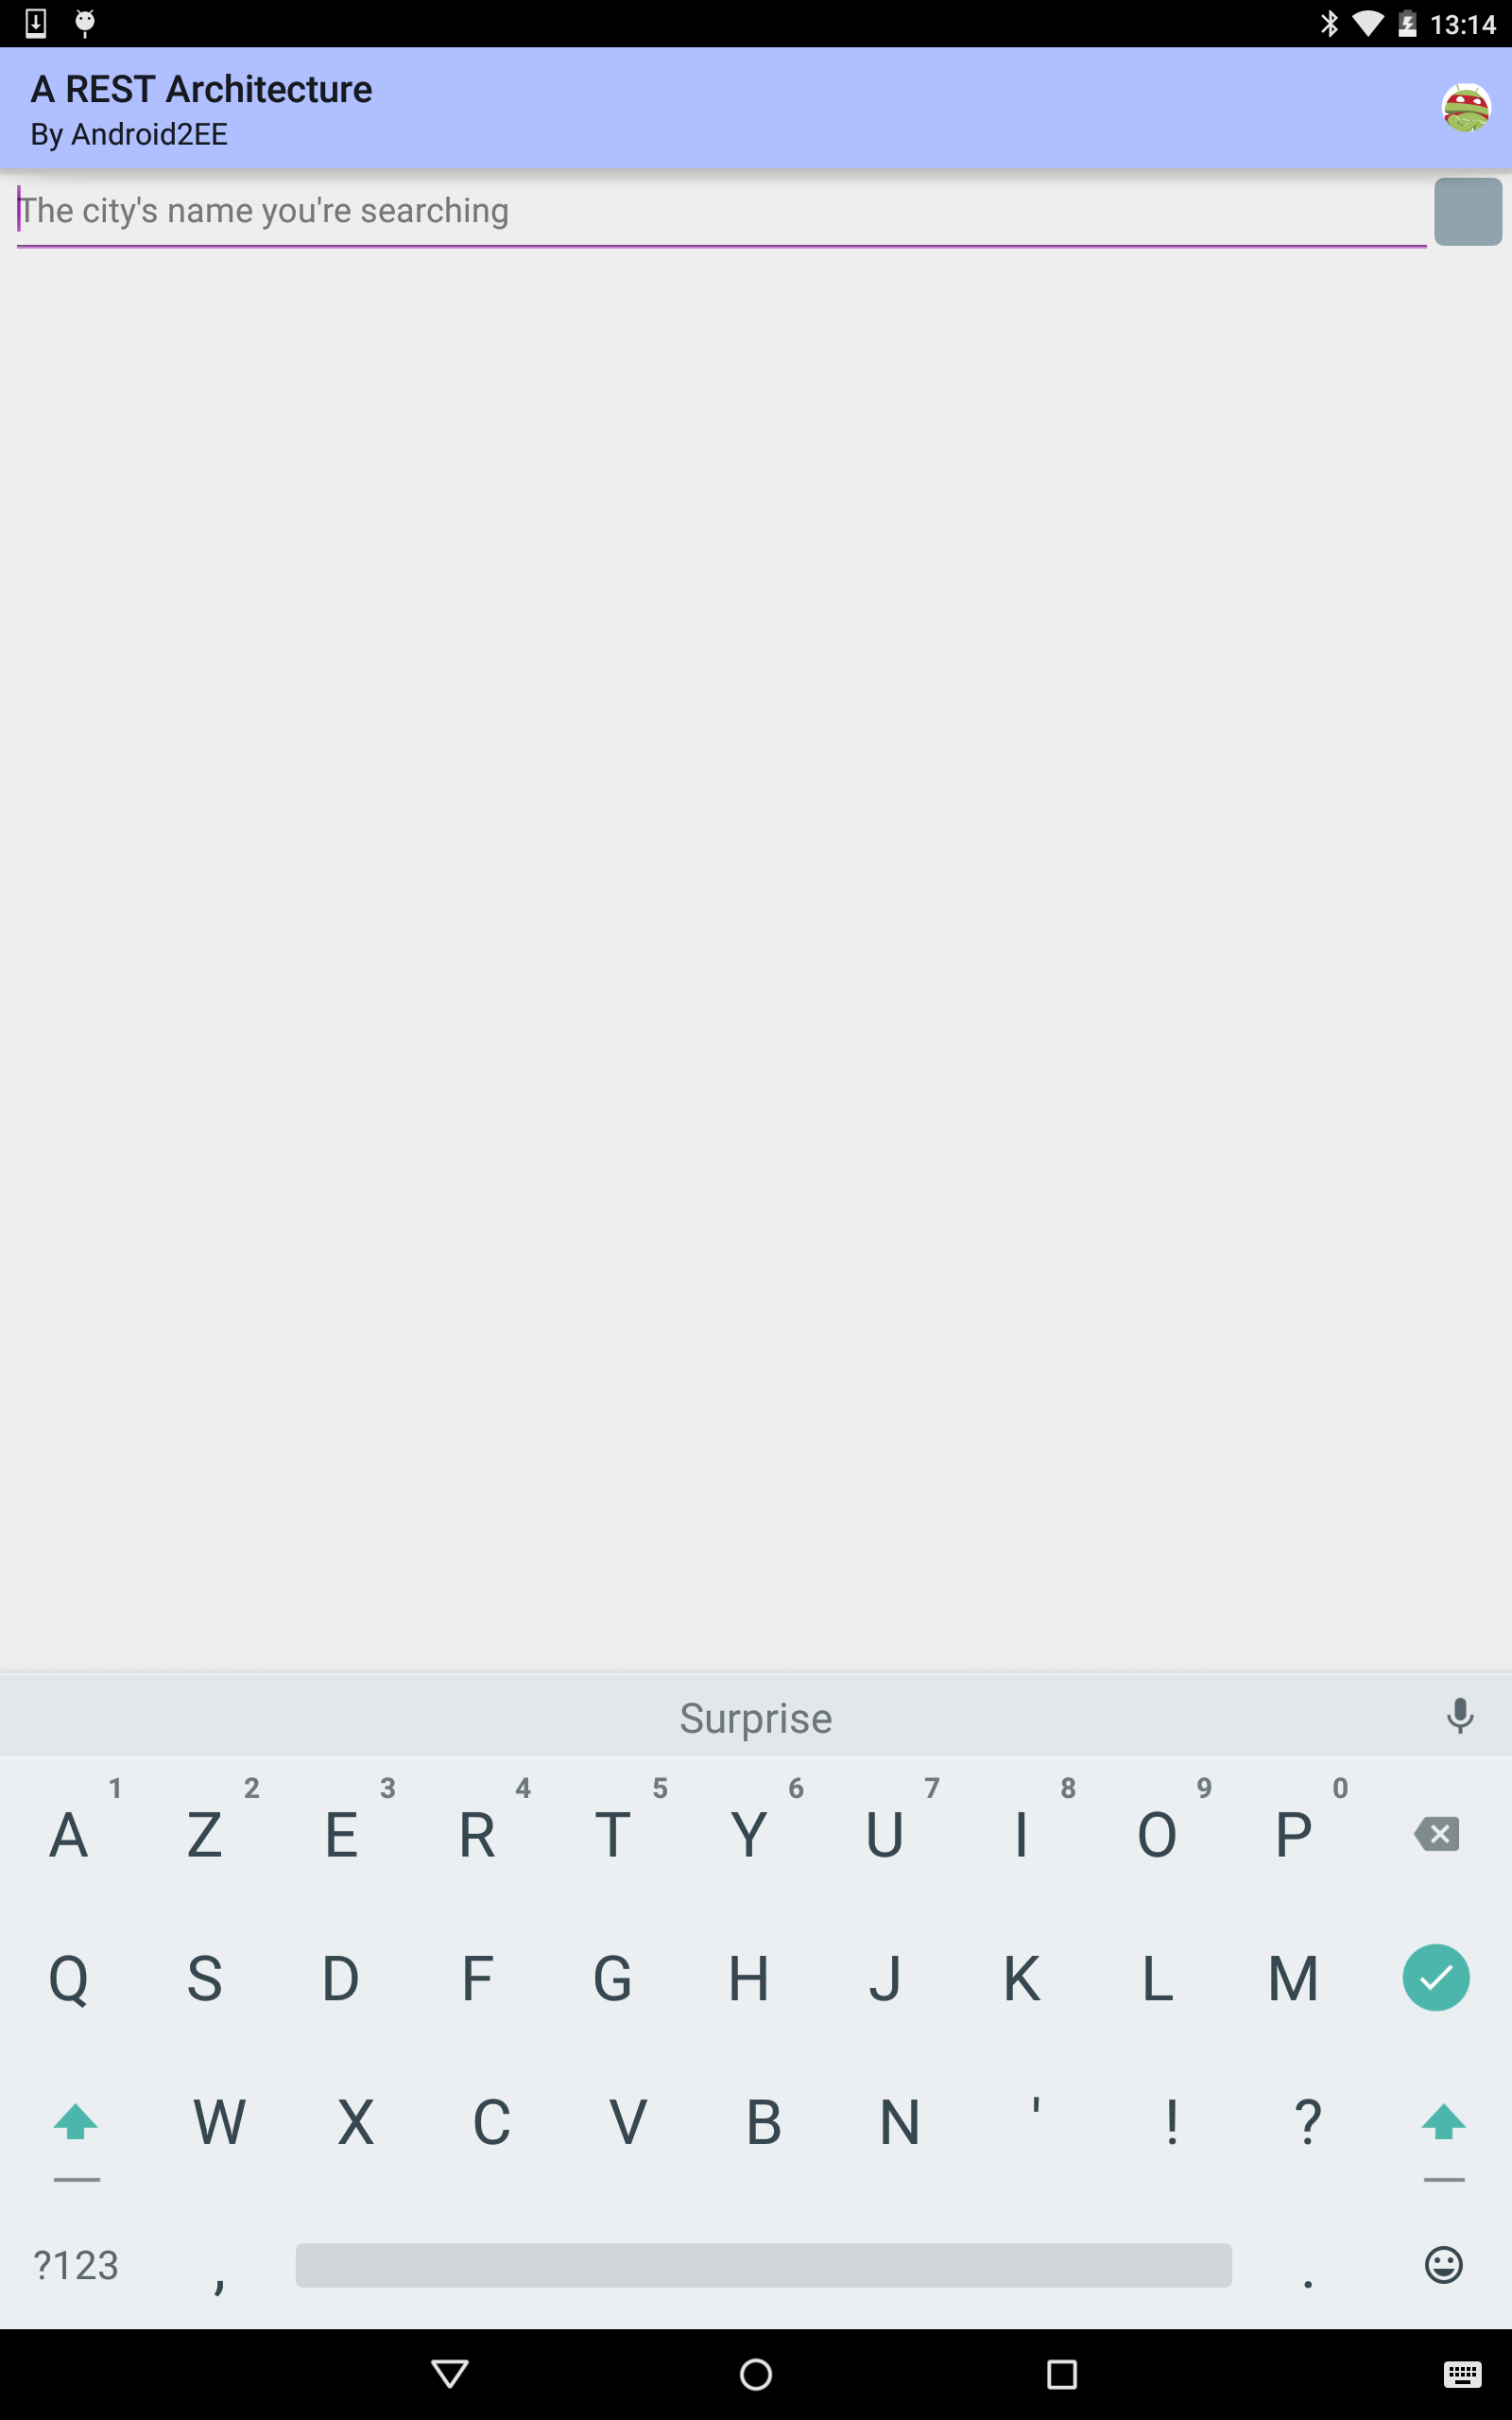 13:14
A REST Architecture
By Android2EE
The city's name you're searching
Surprise
1 2 3 4 5 6 7 8 9 0
A Z E R T Y U I O P
Q S D F G H J K L M
W X C V B N ' ! ?
?123 , .